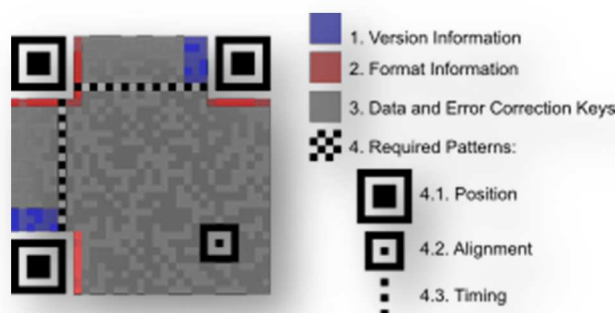 1. Version Information
2. Format Information
3. Data and Error Correction Keys
4. Required Patterns:
4.1. Position
4.2. Alignment
4.3. Timing